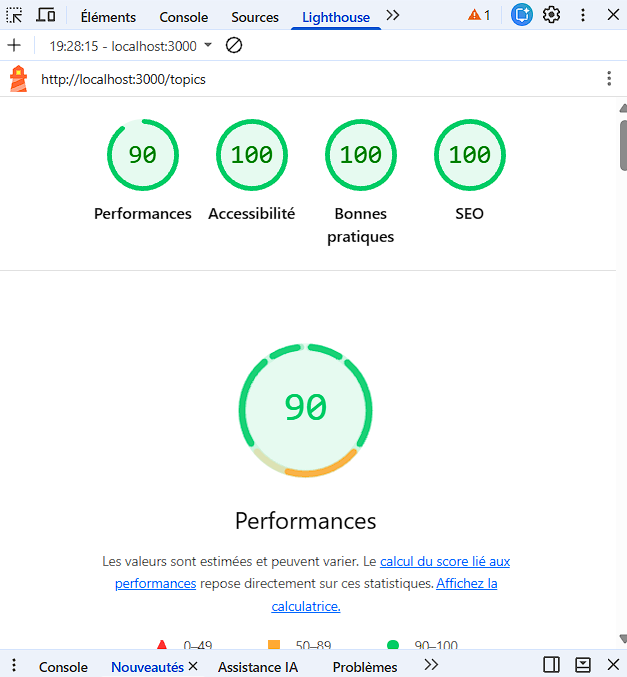 Éléments Console Sources Lighthouse 1
19:28:15 - localhost:3000
http://localhost:3000/topics
90 100 100 100
Performances Accessibilité Bonnes pratiques SEO
90
Performances
Les valeurs sont estimées et peuvent varier. Le calcul du score lié aux
performances repose directement sur ces statistiques. Affichez la
calculatrice.
0–49 50–89 90–100
Console Nouveautés Assistance IA Problèmes